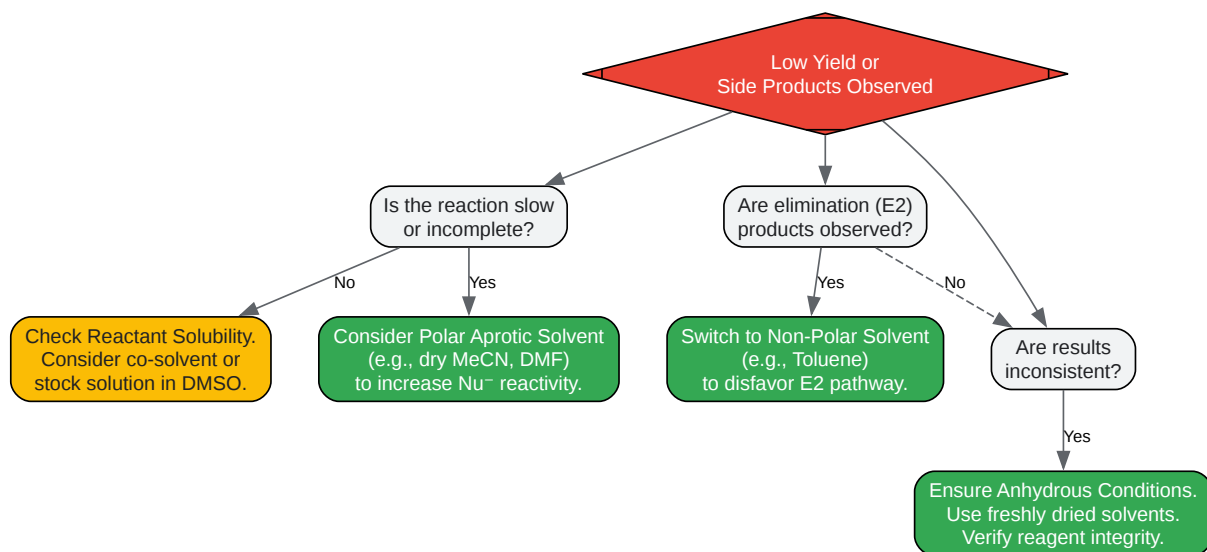 Low Yield or
Side Products Observed
Is the reaction slow
or incomplete?
Are elimination (E2)
products observed?
No
Yes
Yes
No
Check Reactant Solubility.
Consider co-solvent or
stock solution in DMSO.
Consider Polar Aprotic Solvent
(e.g., dry MeCN, DMF)
to increase Nu⁻ reactivity.
Switch to Non-Polar Solvent
(e.g., Toluene)
to disfavor E2 pathway.
Are results
inconsistent?
Yes
Ensure Anhydrous Conditions.
Use freshly dried solvents.
Verify reagent integrity.